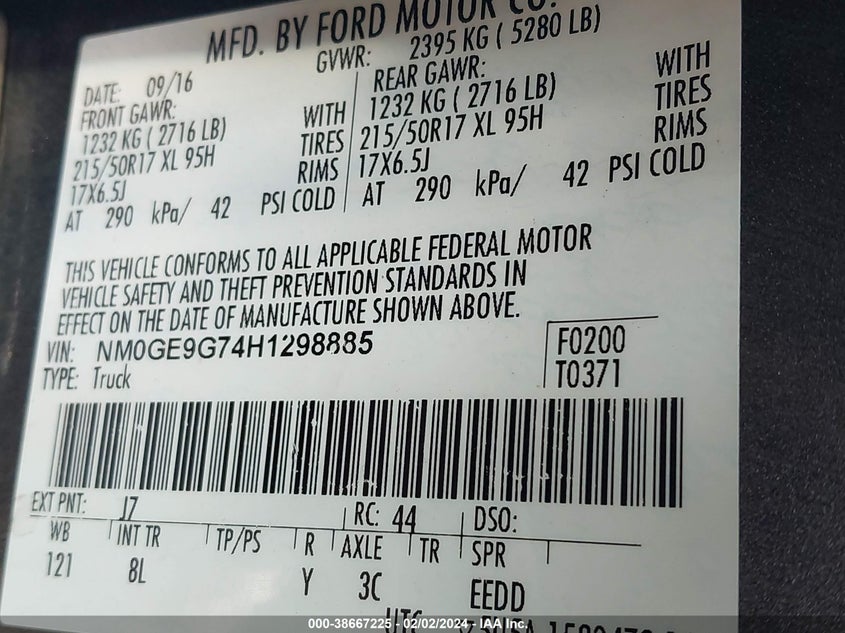 MFD. BY FORD MOTOR CO.
DATE: 09/16 GVWR: 2395 KG ( 5280 LB)
FRONT GAWR: REAR GAWR:
1232 KG ( 2716 LB) WITH 1232 KG ( 2716 LB) WITH
215/50R17 XL 95H TIRES 215/50R17 XL 95H TIRES
17X6.5J RIMS 17X6.5J RIMS
AT 290 kPa/ 42 PSI COLD AT 290 kPa/ 42 PSI COLD
THIS VEHICLE CONFORMS TO ALL APPLICABLE FEDERAL MOTOR
VEHICLE SAFETY AND THEFT PREVENTION STANDARDS IN
EFFECT ON THE DATE OF MANUFACTURE SHOWN ABOVE.
VIN: NM0GE9G74H1298885 F0200
TYPE: Truck T0371
EXT PNT: J7 RC: 44 DSO:
WB INT TR TP/PS R AXLE TR SPR
121 8L Y 3C EEDD
UTC
000-38667225 - 02/02/2024 - IAA Inc.